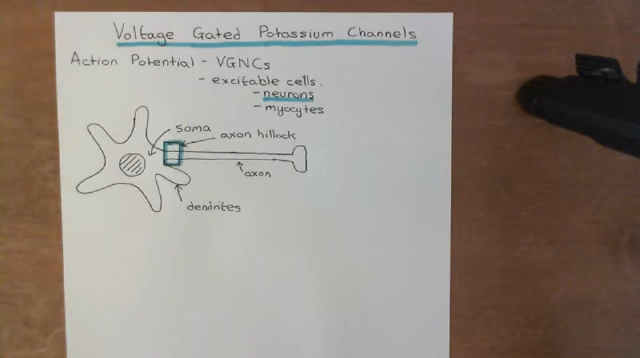 Voltage Gated Potassium Channels
Action Potential - VGNCs
- excitable cells.
- neurons
- myocytes
soma
axon hillock
axon
dendrites